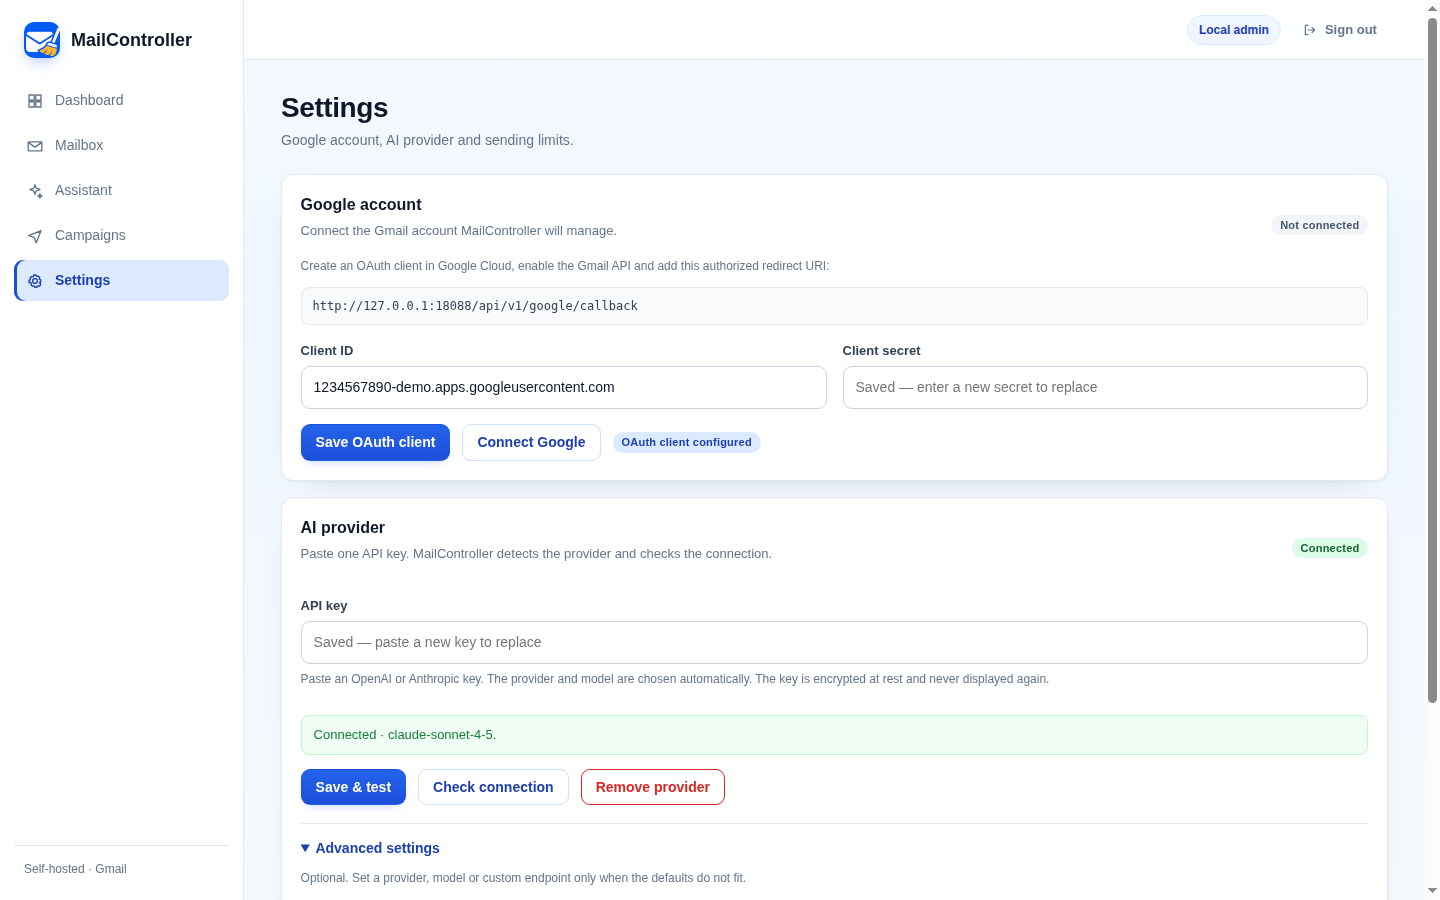 MailController
Local admin
Sign out
Dashboard
Mailbox
Assistant
Campaigns
Settings
Self-hosted · Gmail
Settings
Google account, AI provider and sending limits.
Google account
Connect the Gmail account MailController will manage.
Not connected
Create an OAuth client in Google Cloud, enable the Gmail API and add this authorized redirect URI:
http://127.0.0.1:18088/api/v1/google/callback
Client ID
Client secret
1234567890-demo.apps.googleusercontent.com
Saved — enter a new secret to replace
Save OAuth client
Connect Google
OAuth client configured
AI provider
Paste one API key. MailController detects the provider and checks the connection.
Connected
API key
Saved — paste a new key to replace
Paste an OpenAI or Anthropic key. The provider and model are chosen automatically. The key is encrypted at rest and never displayed again.
Connected · claude-sonnet-4-5.
Save & test
Check connection
Remove provider
Advanced settings
Optional. Set a provider, model or custom endpoint only when the defaults do not fit.